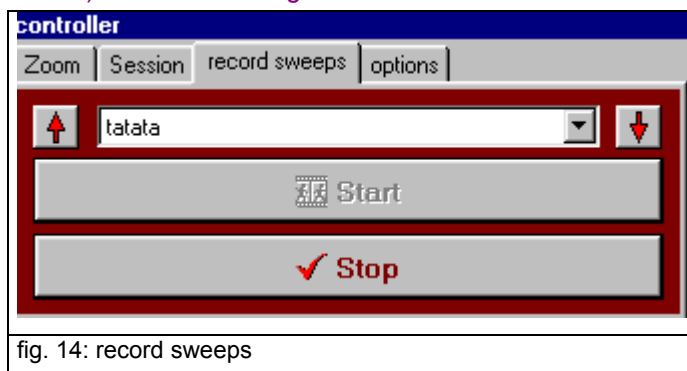 controller
Zoom Session record sweeps options
tatata
Start
Stop
fig. 14: record sweeps